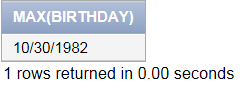 MAX(BIRTHDAY)
10/30/1982
1 rows returned in 0.00 seconds